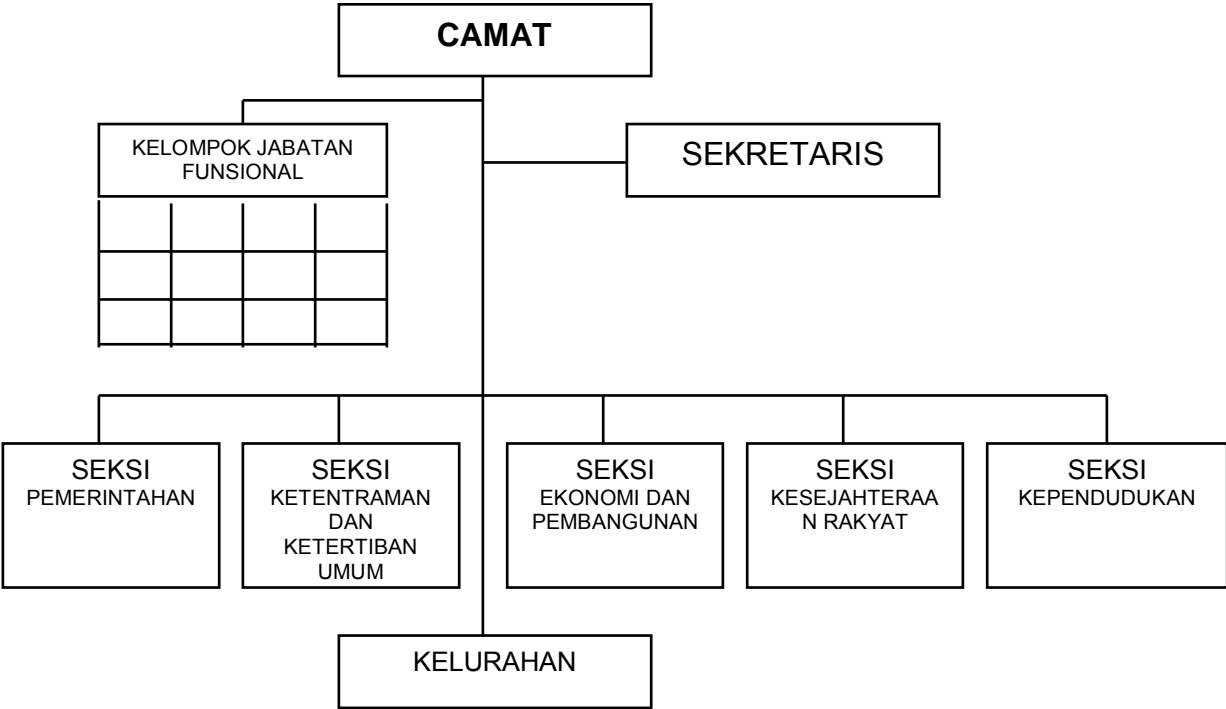 CAMAT
KELOMPOK JABATAN
FUNSIONAL
SEKRETARIS
SEKSI
PEMERINTAHAN
SEKSI
KETENTRAMAN
DAN
KETERTIBAN
UMUM
SEKSI
EKONOMI DAN
PEMBANGUNAN
SEKSI
KESEJAHTERAA
N RAKYAT
SEKSI
KEPENDUDUKAN
KELURAHAN